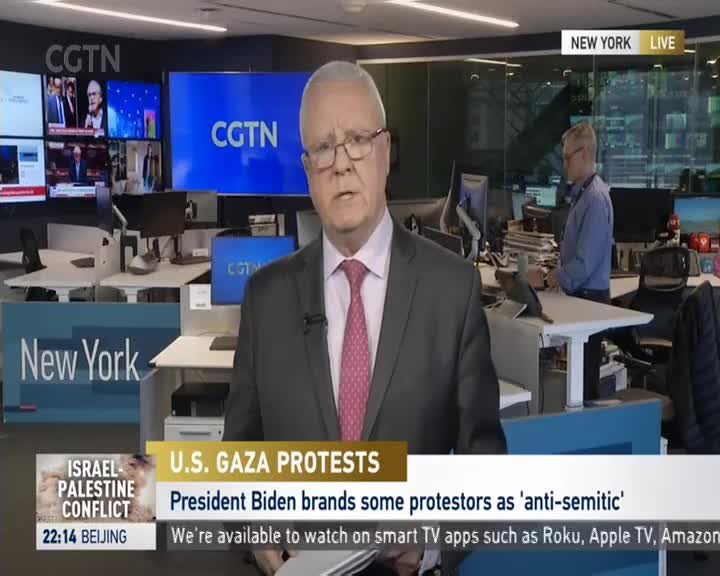 CGTN
NEW YORK LIVE
CGTN
CGTN
New York
ISRAEL-
PALESTINE
CONFLICT
U.S. GAZA PROTESTS
President Biden brands some protestors as 'anti-semitic'
22:14 BEIJING
We're available to watch on smart TV apps such as Roku, Apple TV, Amazon